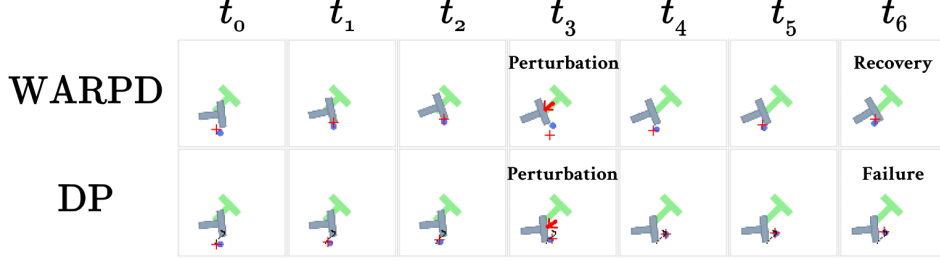 t₀ t₁ t₂ t₃ t₄ t₅ t₆
WARPD
Perturbation
Recovery
DP
Perturbation
Failure